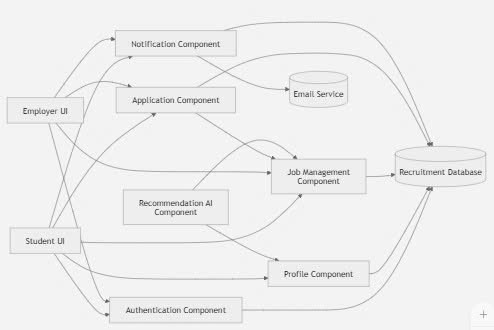 Notification Component
Application Component
Email Service
Employer UI
Job Management
Component
Recruitment Database
Recommendation AI
Component
Student UI
Profile Component
Authentication Component
+